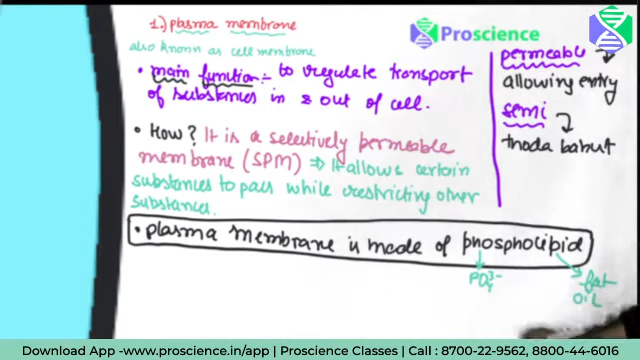 1.) plasma membrane
Proscience
also known as cell membrane
• main function:- to regulate transport
of substances in & out of cell.
• How? It is a selectively permeable
membrane (SPM) ⇒ It allows certain
substances to pass while restricting other
substances.
• plasma membrane is made of phospholipid
PO₄³⁻
fat
OIL
permeable
allowing entry
semi
thoda bahut
Download App -www.proscience.in/app | Proscience Classes | Call : 8700-22-9562, 8800-44-6016